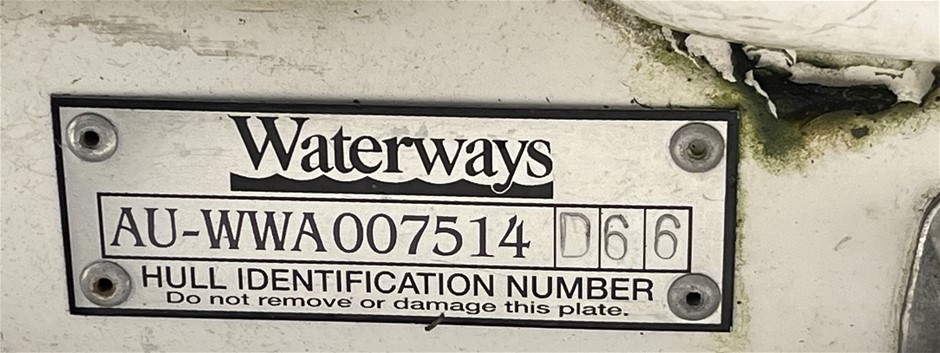 Waterways
AU-WWA007514 D66
HULL IDENTIFICATION NUMBER
Do not remove or damage this plate.